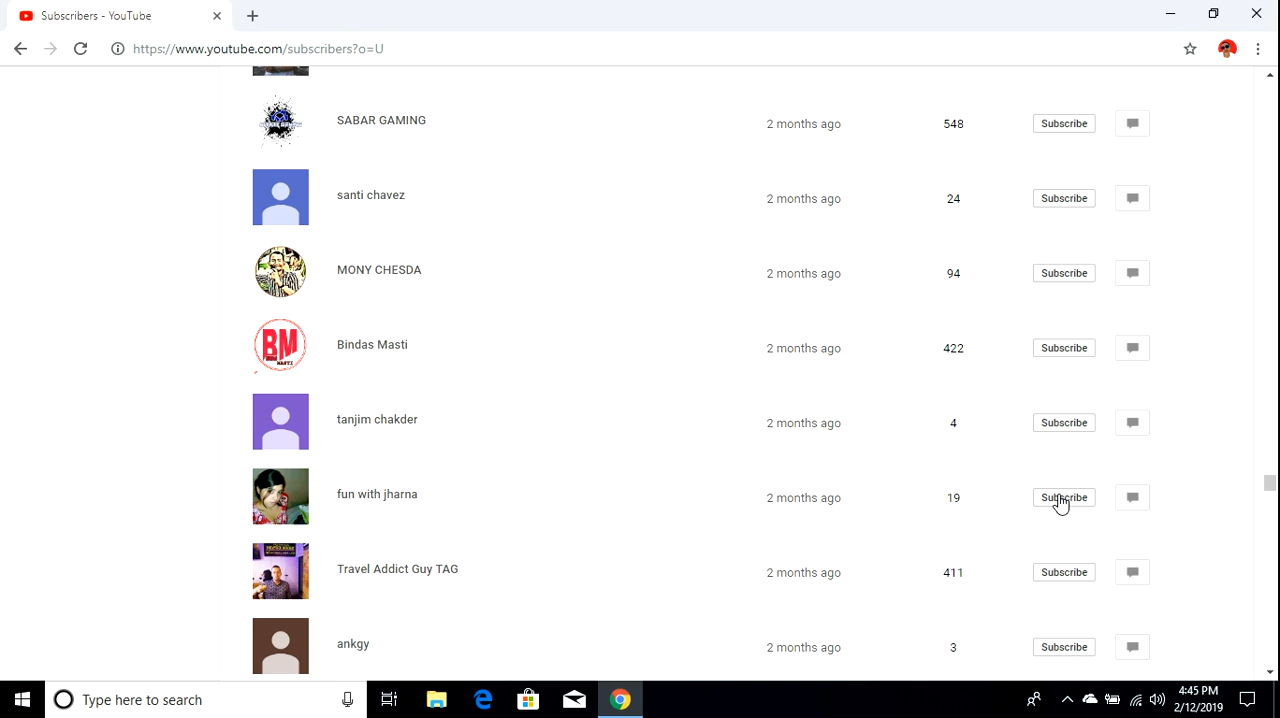 Subscribers - YouTube
https://www.youtube.com/subscribers?o=U
SABAR GAMING 2 months ago 548 Subscribe
santi chavez 2 months ago 24 Subscribe
MONY CHESDA 2 months ago 94 Subscribe
BM
MASTI
Bindas Masti 2 months ago 422 Subscribe
tanjim chakder 2 months ago 4 Subscribe
fun with jharna 2 months ago 19 Subscribe
Travel Addict Guy TAG 2 months ago 411 Subscribe
ankgy 2 months ago 3 Subscribe
Type here to search
4:45 PM
2/12/2019